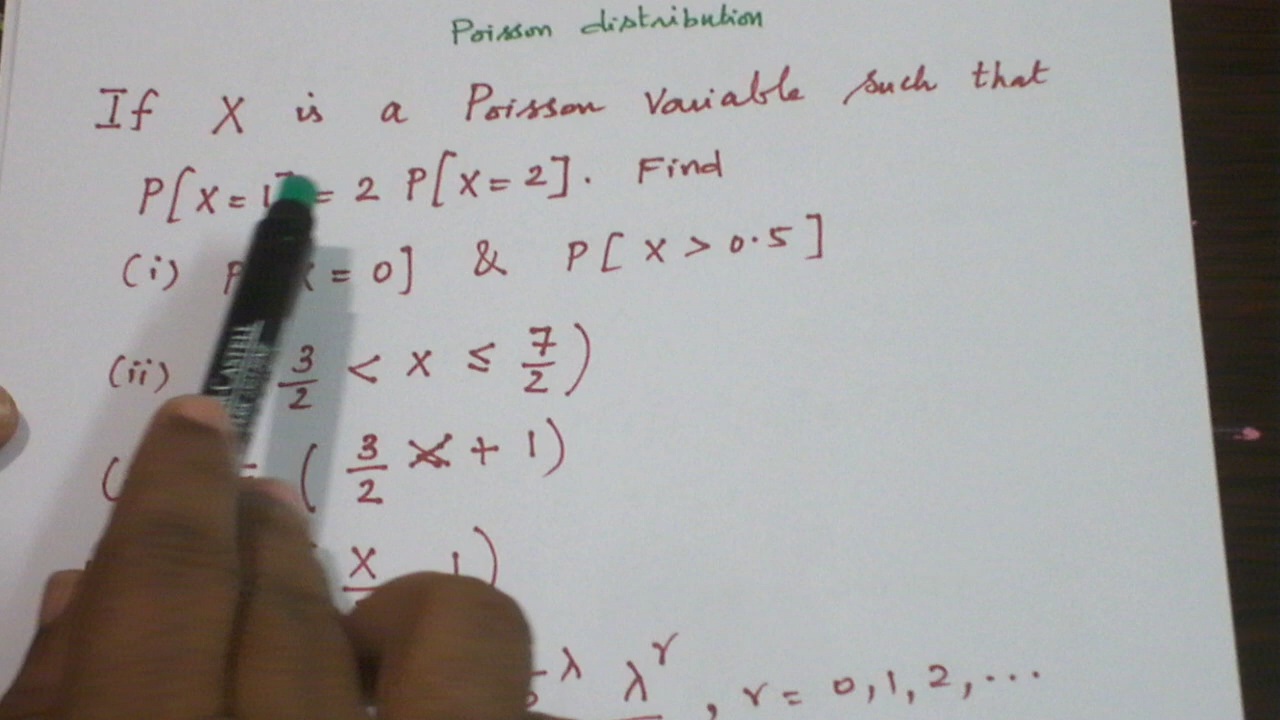 Poisson distribution
If X is a Poisson Variable such that
P[X=1] = 2 P[X=2]. Find
(i) P[X = 0] & P[X > 0.5]
(ii) 3/2 < X ≤ 7/2)
( ( 3/2 X + 1)
X 1)
λ λ^r , r = 0,1,2,...
CASTELL